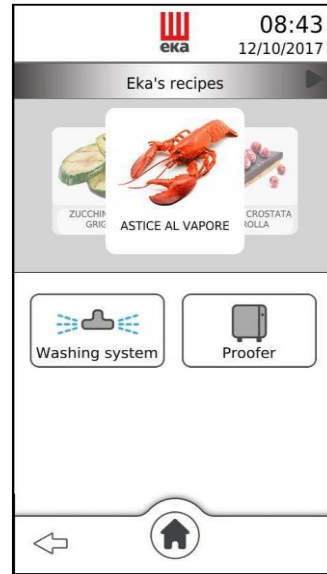 eka
08:43
12/10/2017
Eka's recipes
ZUCCHIN
GRIG
ASTICE AL VAPORE
CROSTATA
ROLLA
Washing system
Proofer